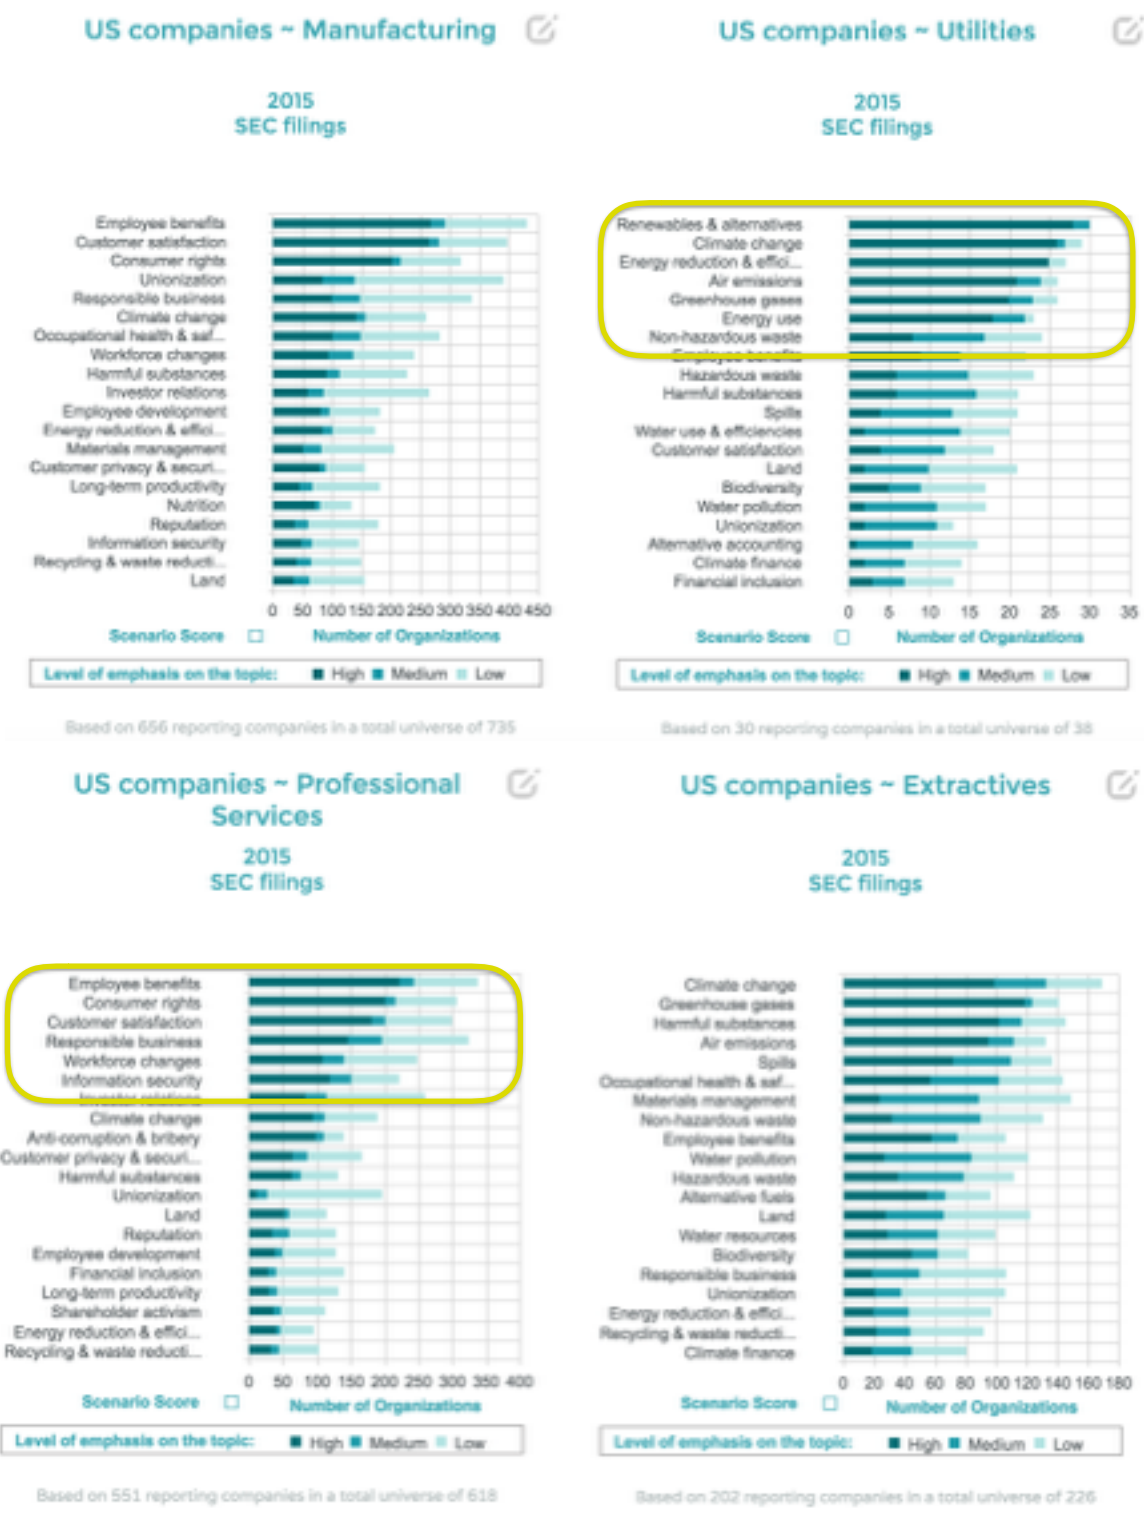 US companies ~ Manufacturing
2015
SEC filings
Employee benefits
Customer satisfaction
Consumer rights
Unionization
Responsible business
Climate change
Occupational health & saf...
Workforce changes
Harmful substances
Investor relations
Employee development
Energy reduction & effici...
Materials management
Customer privacy & securi...
Long-term productivity
Nutrition
Reputation
Information security
Recycling & waste reducti...
Land
0 50 100 150 200 250 300 350 400 450
Scenario Score Number of Organizations
Level of emphasis on the topic: High Medium Low
Based on 656 reporting companies in a total universe of 735
US companies ~ Utilities
2015
SEC filings
Renewables & alternatives
Climate change
Energy reduction & effici...
Air emissions
Greenhouse gases
Energy use
Non-hazardous waste
Employee benefits
Hazardous waste
Harmful substances
Spills
Water use & efficiencies
Customer satisfaction
Land
Biodiversity
Water pollution
Unionization
Alternative accounting
Climate finance
Financial inclusion
0 5 10 15 20 25 30 35
Scenario Score Number of Organizations
Level of emphasis on the topic: High Medium Low
Based on 30 reporting companies in a total universe of 38
US companies ~ Professional
Services
2015
SEC filings
Employee benefits
Consumer rights
Customer satisfaction
Responsible business
Workforce changes
Information security
Investor relations
Climate change
Anti-corruption & bribery
Customer privacy & securi...
Harmful substances
Unionization
Land
Reputation
Employee development
Financial inclusion
Long-term productivity
Shareholder activism
Energy reduction & effici...
Recycling & waste reducti...
0 50 100 150 200 250 300 350 400
Scenario Score Number of Organizations
Level of emphasis on the topic: High Medium Low
Based on 551 reporting companies in a total universe of 618
US companies ~ Extractives
2015
SEC filings
Climate change
Greenhouse gases
Harmful substances
Air emissions
Spills
Occupational health & saf...
Materials management
Non-hazardous waste
Employee benefits
Water pollution
Hazardous waste
Alternative fuels
Land
Water resources
Biodiversity
Responsible business
Unionization
Energy reduction & effici...
Recycling & waste reducti...
Climate finance
0 20 40 60 80 100 120 140 160 180
Scenario Score Number of Organizations
Level of emphasis on the topic: High Medium Low
Based on 202 reporting companies in a total universe of 226